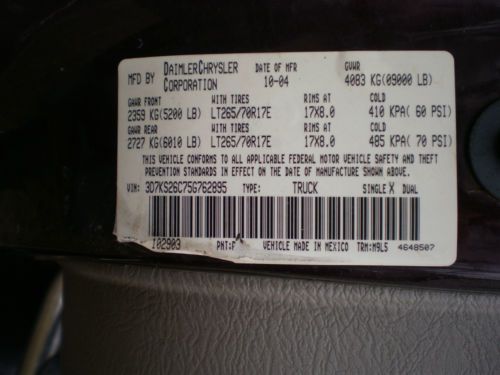 MFD BY DAIMLERCHRYSLER CORPORATION DATE OF MFR 10-04 GVWR 4083 KG(09000 LB)
GAWR FRONT WITH TIRES RIMS AT COLD
2359 KG(5200 LB) LT265/70R17E 17X8.0 410 KPA( 60 PSI)
GAWR REAR WITH TIRES RIMS AT COLD
2727 KG(6010 LB) LT265/70R17E 17X8.0 485 KPA( 70 PSI)
THIS VEHICLE CONFORMS TO ALL APPLICABLE FEDERAL MOTOR VEHICLE SAFETY AND THEFT
PREVENTION STANDARDS IN EFFECT ON THE DATE OF MANUFACTURE SHOWN ABOVE.
VIN: 3D7KS26C75G762895 TYPE: TRUCK SINGLE X DUAL
102903 PNT:P VEHICLE MADE IN MEXICO TRM:M9L5 4648507